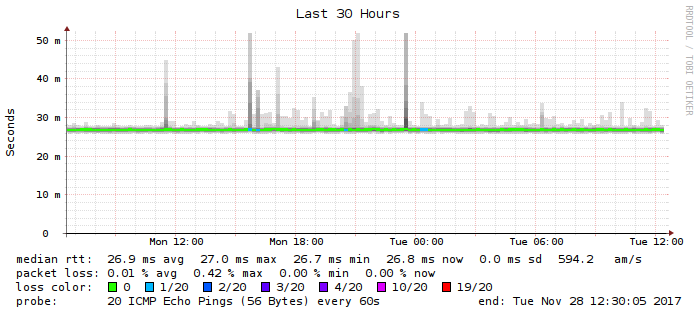 Last 30 Hours
RRDTOOL / TOBI OETIKER
Seconds
50 m
40 m
30 m
20 m
10 m
0
Mon 12:00 Mon 18:00 Tue 00:00 Tue 06:00 Tue 12:00
median rtt: 26.9 ms avg 27.0 ms max 26.7 ms min 26.8 ms now 0.0 ms sd 594.2 am/s
packet loss: 0.01 % avg 0.42 % max 0.00 % min 0.00 % now
loss color: 0 1/20 2/20 3/20 4/20 10/20 19/20
probe: 20 ICMP Echo Pings (56 Bytes) every 60s end: Tue Nov 28 12:30:05 2017